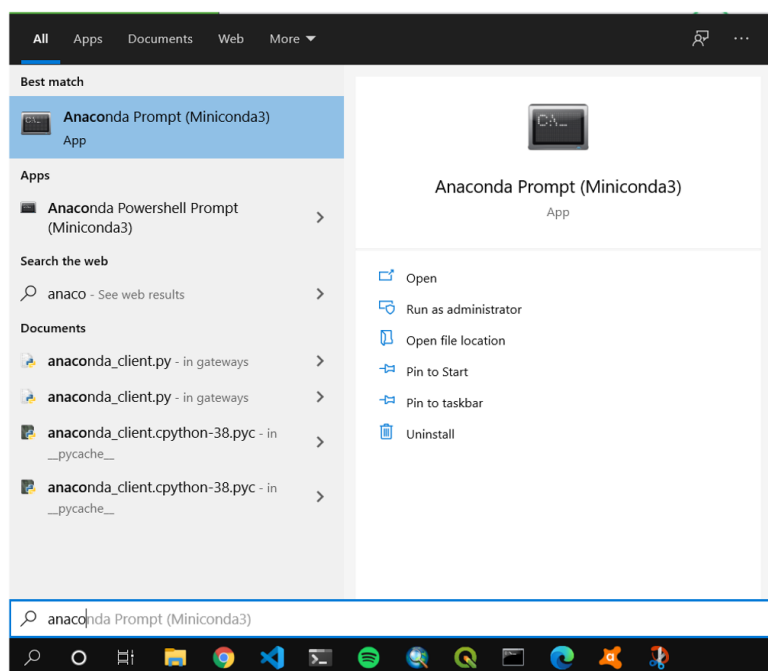 All Apps Documents Web More
Best match
Anaconda Prompt (Miniconda3)
App
Apps
Anaconda Powershell Prompt
(Miniconda3)
Search the web
anaco - See web results
Documents
anaconda_client.py - in gateways
anaconda_client.py - in gateways
anaconda_client.cpython-38.pyc - in
__pycache__
anaconda_client.cpython-38.pyc - in
__pycache__
C:\_
Anaconda Prompt (Miniconda3)
App
Open
Run as administrator
Open file location
Pin to Start
Pin to taskbar
Uninstall
anaconda Prompt (Miniconda3)